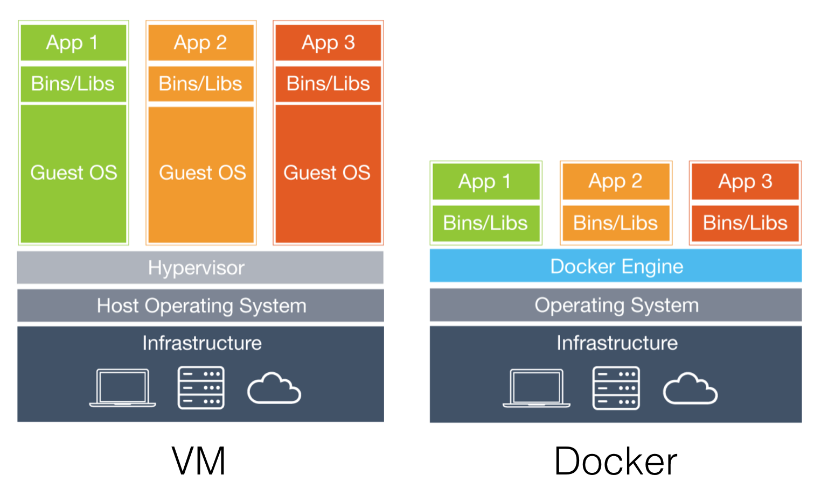 App 1
App 2
App 3
Bins/Libs
Bins/Libs
Bins/Libs
Guest OS
Guest OS
Guest OS
Hypervisor
Host Operating System
Infrastructure
VM
App 1
App 2
App 3
Bins/Libs
Bins/Libs
Bins/Libs
Docker Engine
Operating System
Infrastructure
Docker